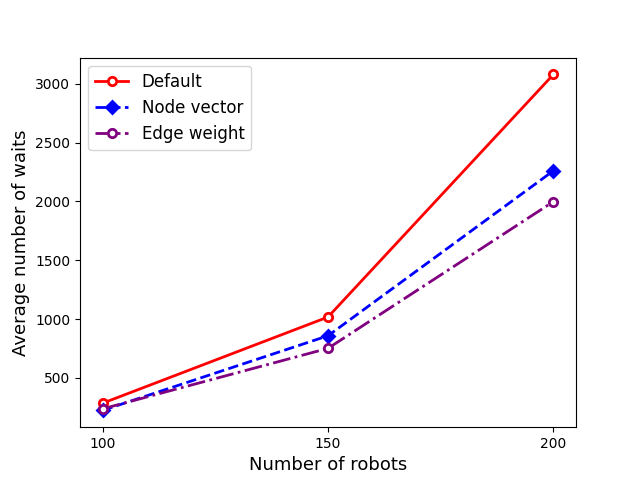 Default
Node vector
Edge weight
Average number of waits
3000
2500
2000
1500
1000
500
100 150 200
Number of robots